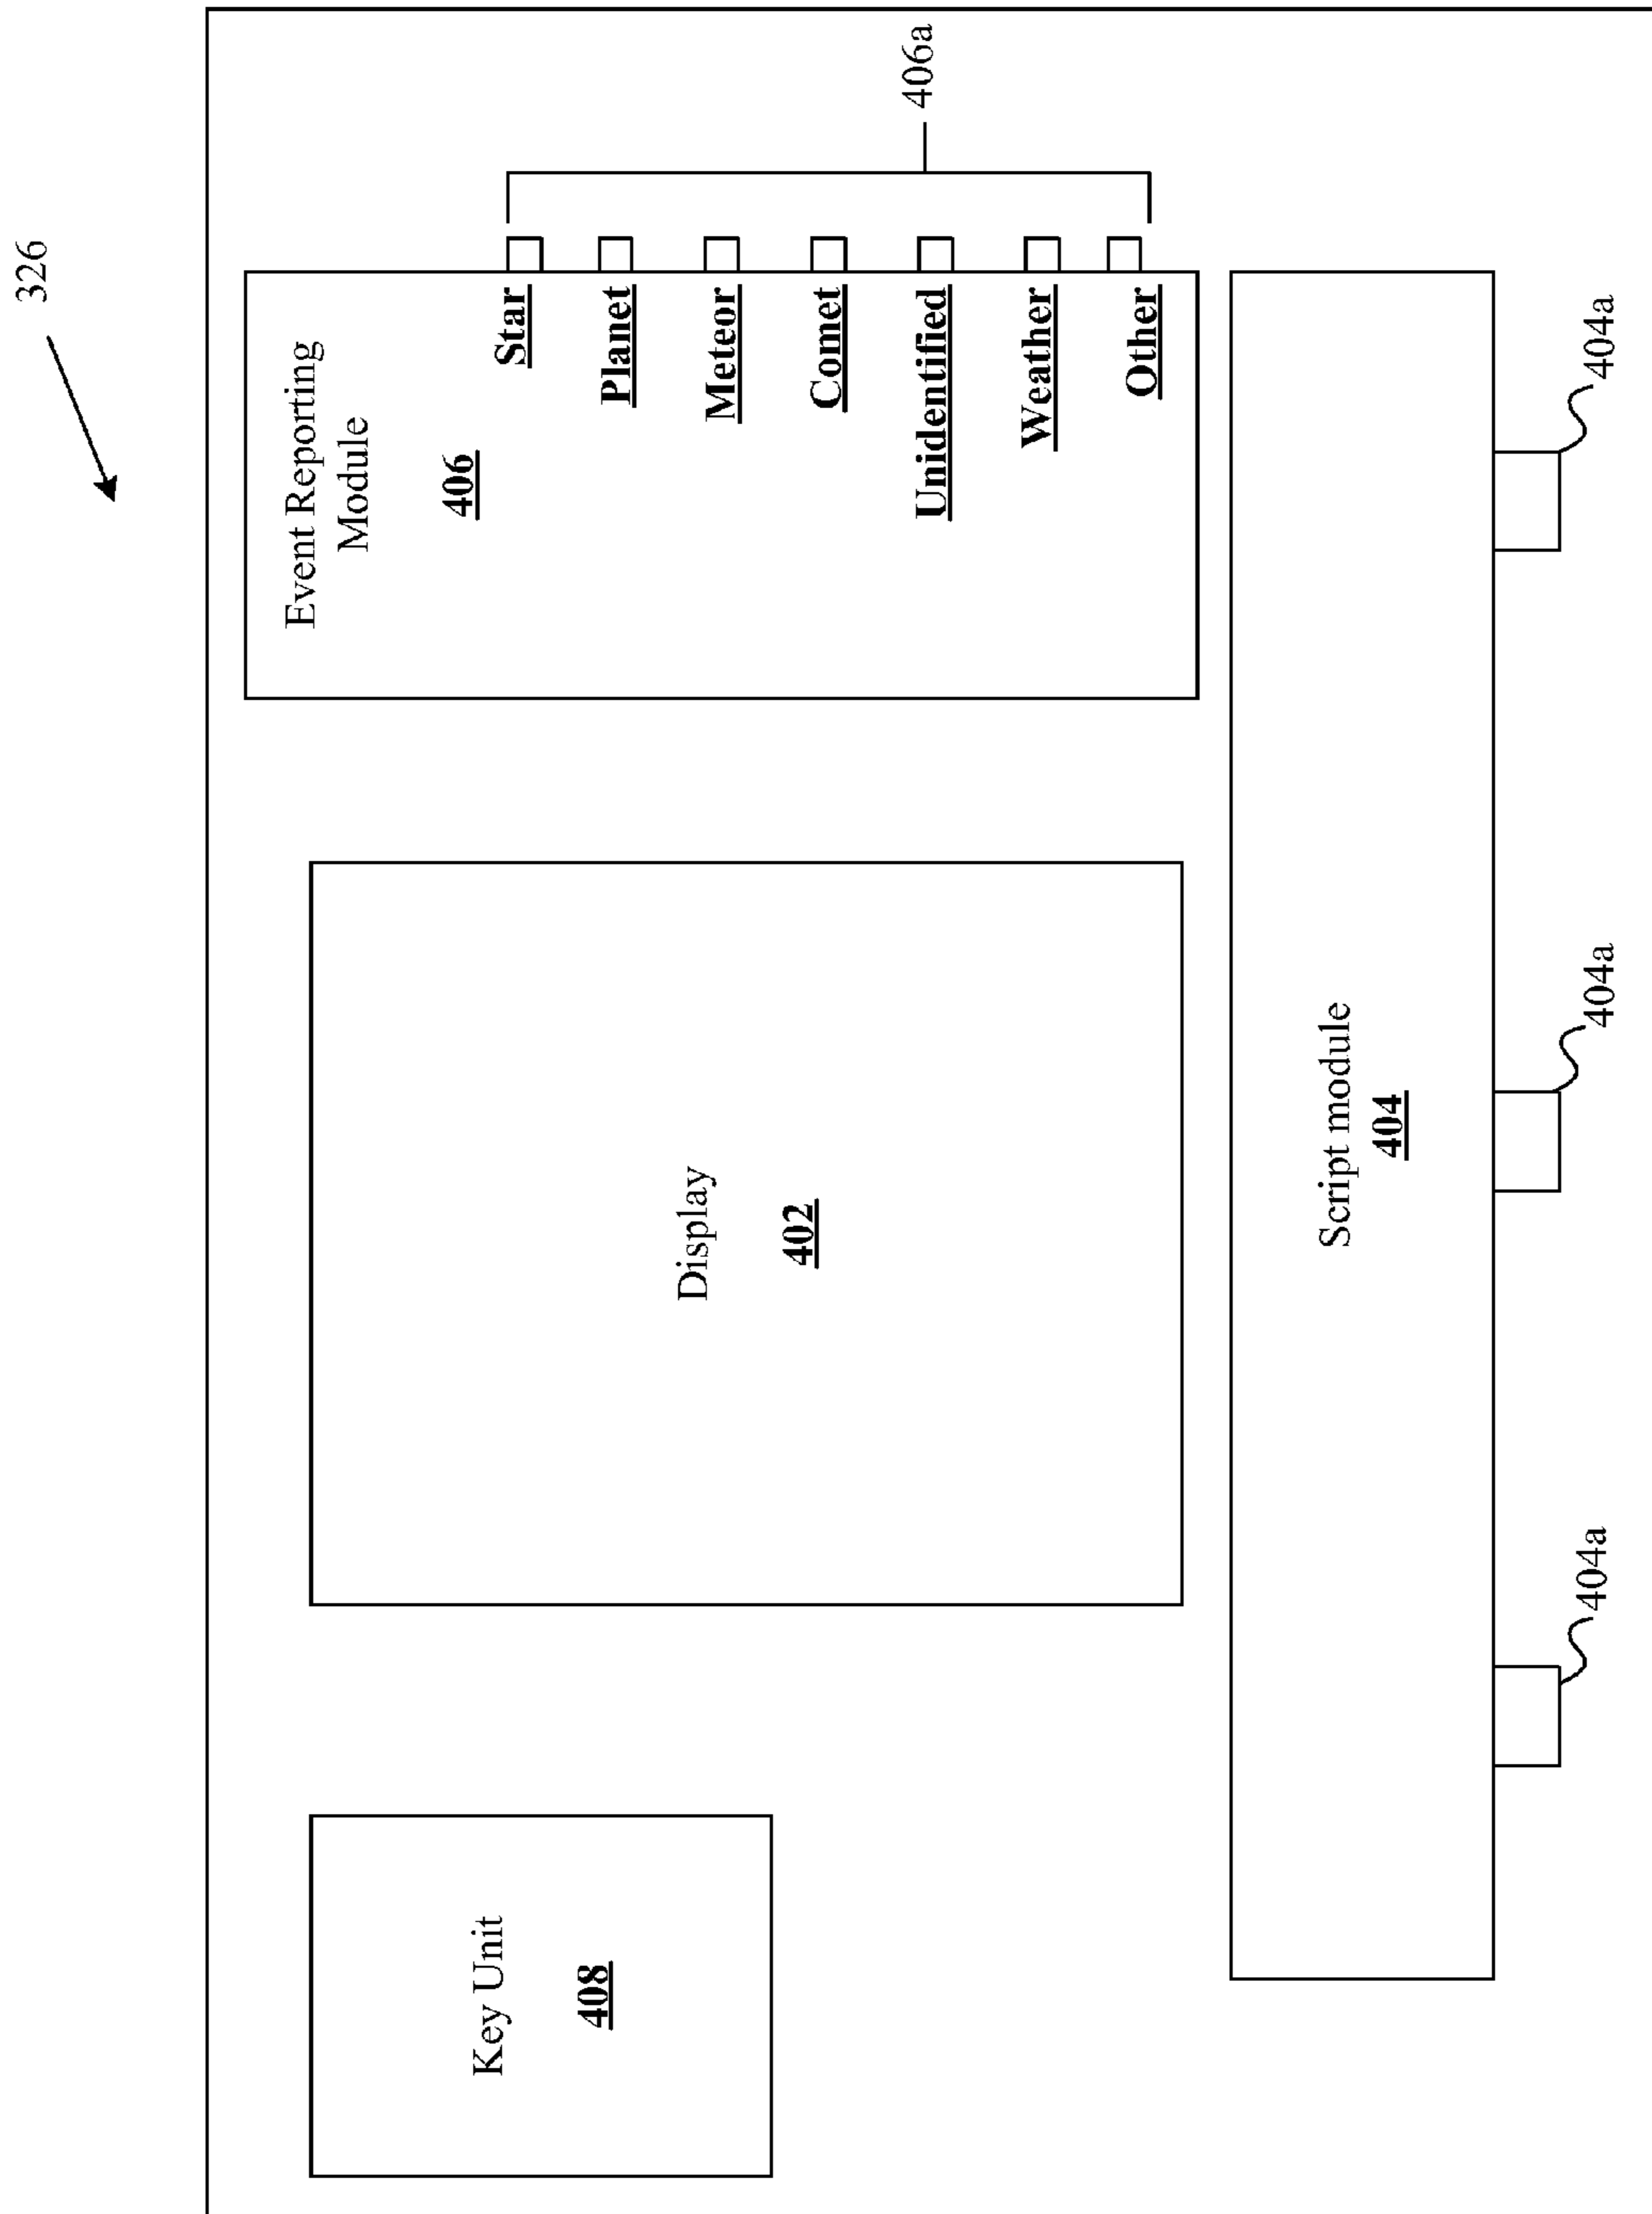 326
Key Unit
408
Display
402
Event Reporting
Module
406
Star
Planet
Meteor
Comet
Unidentified
Weather
Other
406a
Script module
404
404a
404a
404a